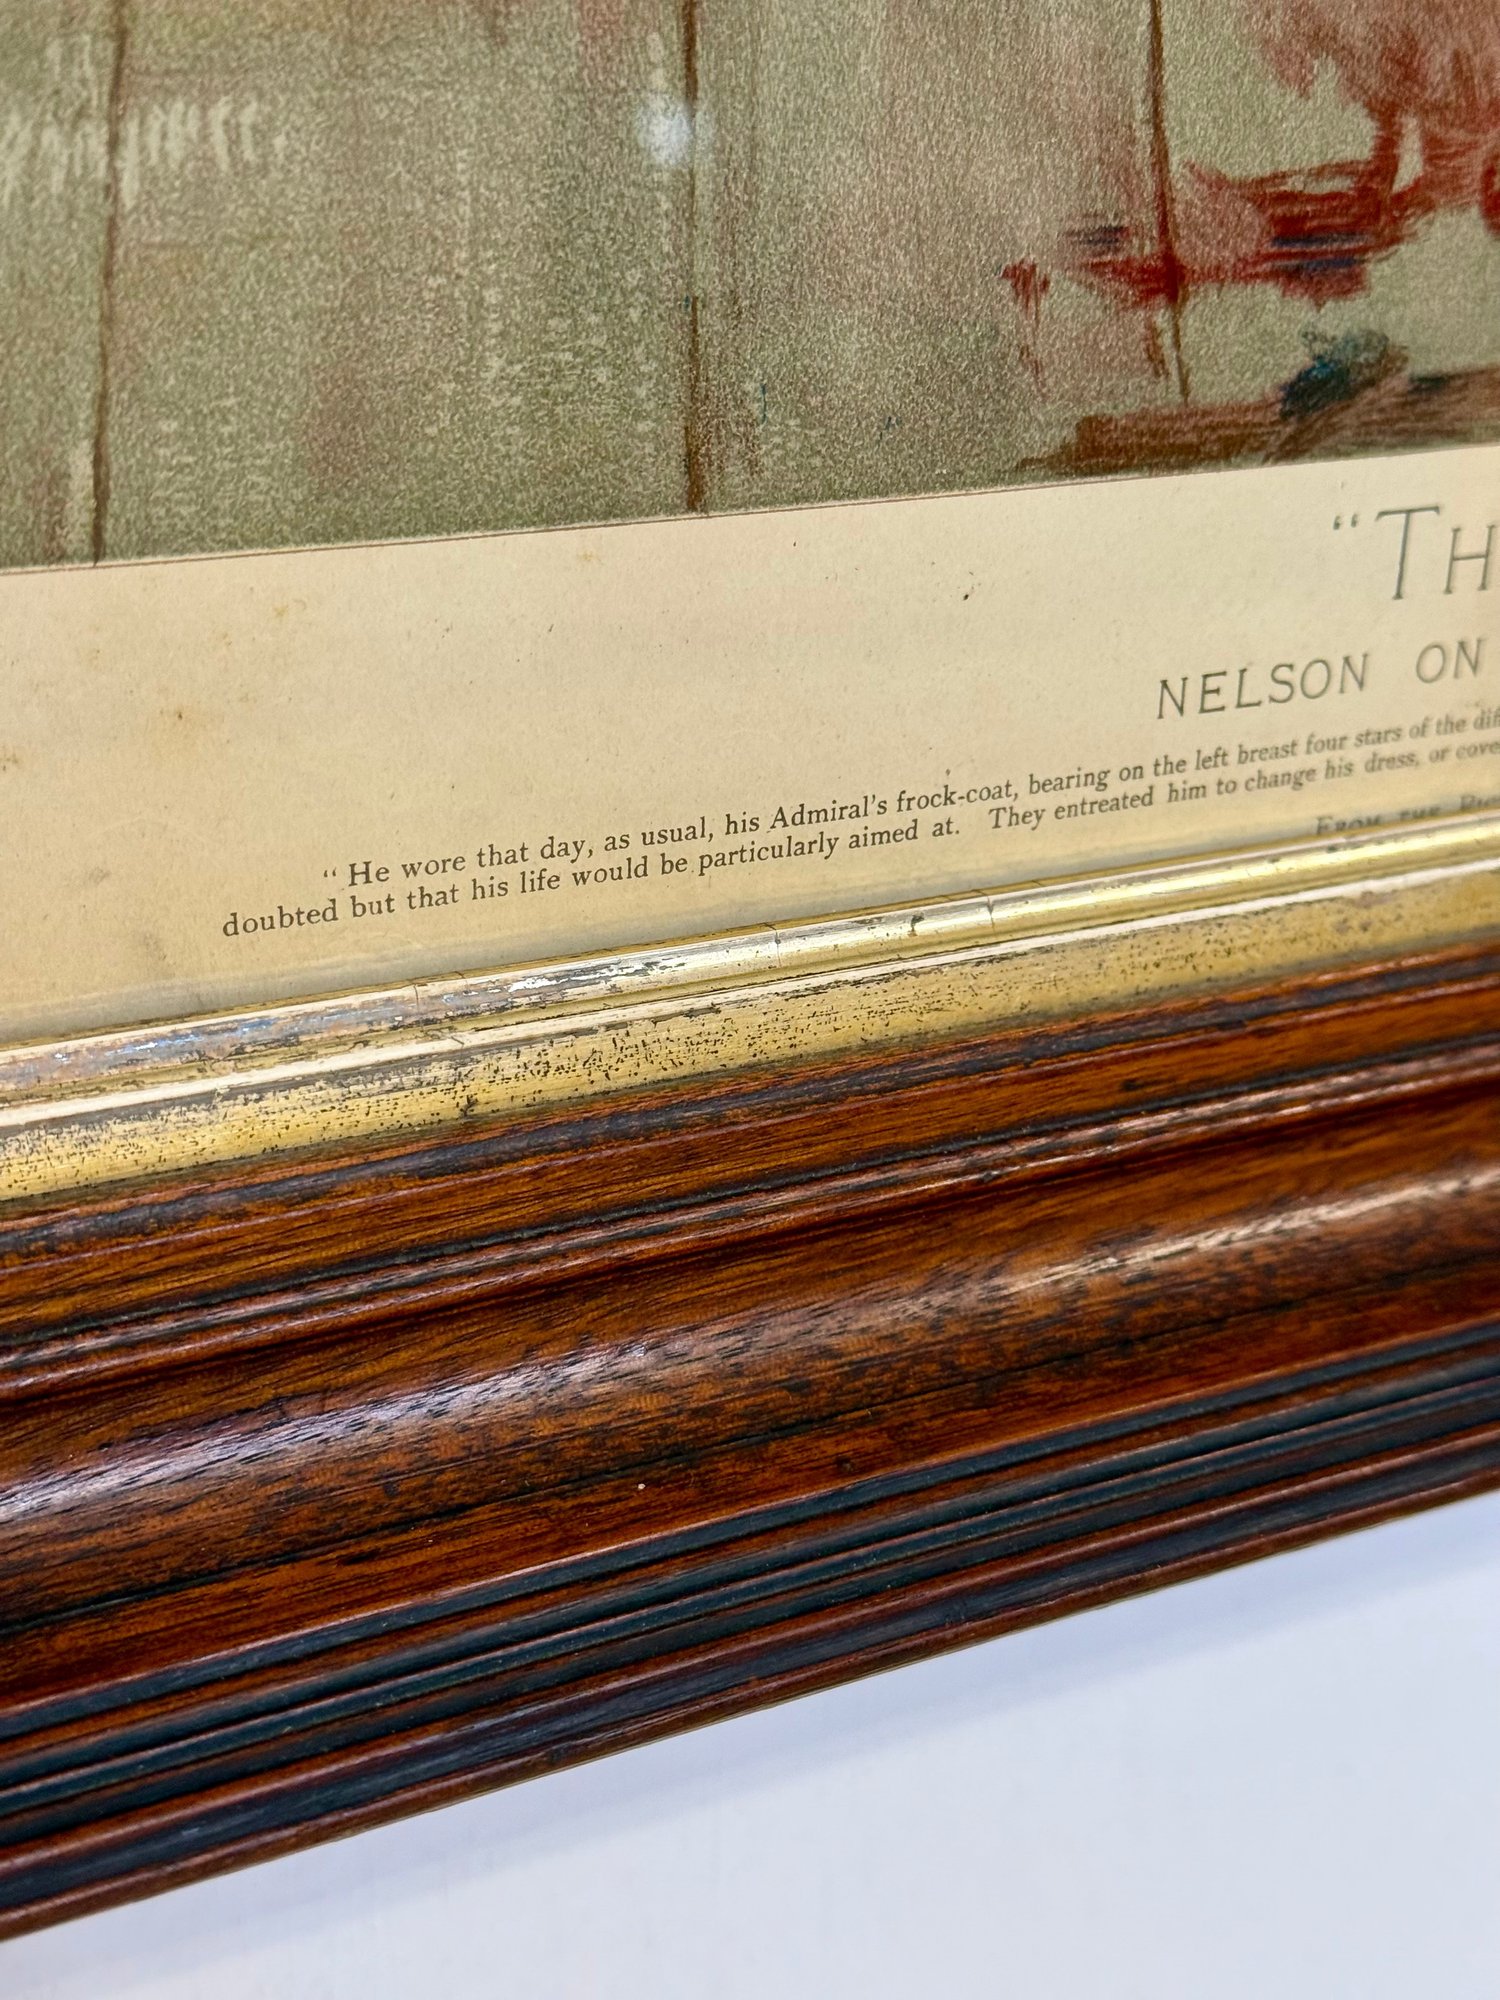 “ Th
NELSON ON
“ He wore that day, as usual, his Admiral's frock-coat, bearing on the left breast four stars of the dif
doubted but that his life would be particularly aimed at. They entreated him to change his dress, or cove
From the